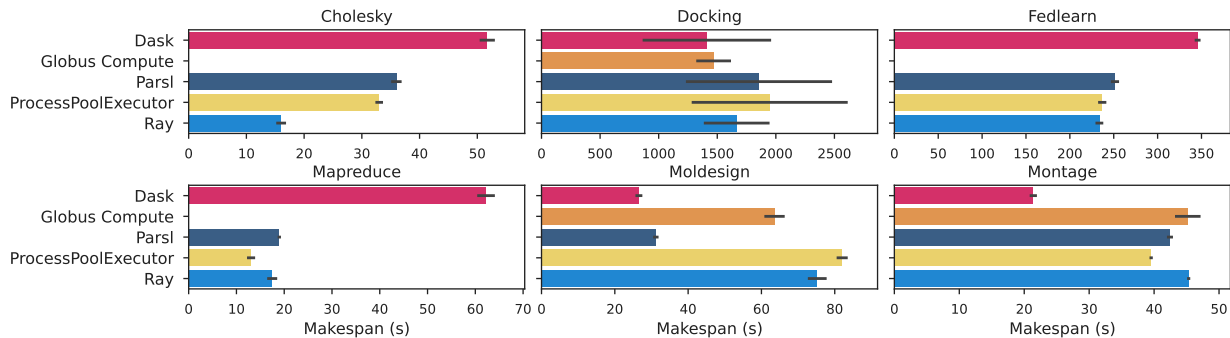 Cholesky Docking Fedlearn
Dask
Globus Compute
Parsl
ProcessPoolExecutor
Ray
0 10 20 30 40 50
0 500 1000 1500 2000 2500
0 50 100 150 200 250 300 350
Mapreduce Moldesign Montage
Dask
Globus Compute
Parsl
ProcessPoolExecutor
Ray
0 10 20 30 40 50 60 70
0 20 40 60 80
0 10 20 30 40 50
Makespan (s) Makespan (s) Makespan (s)